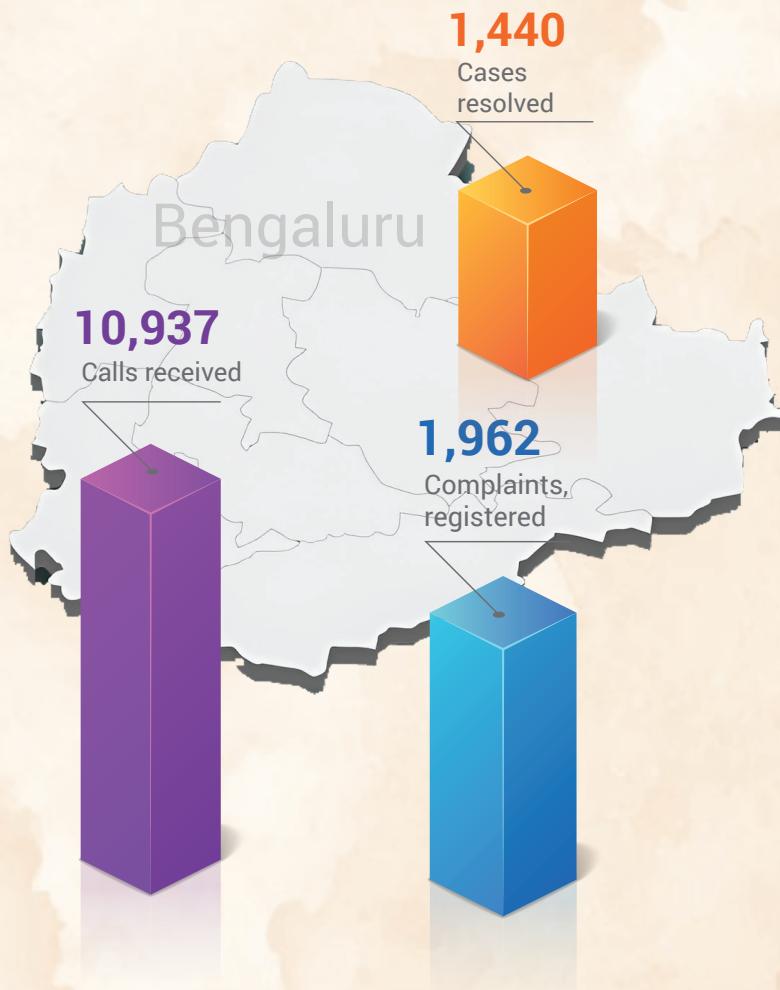 1,440
Cases
resolved
Bengaluru
10,937
Calls received
1,962
Complaints,
registered